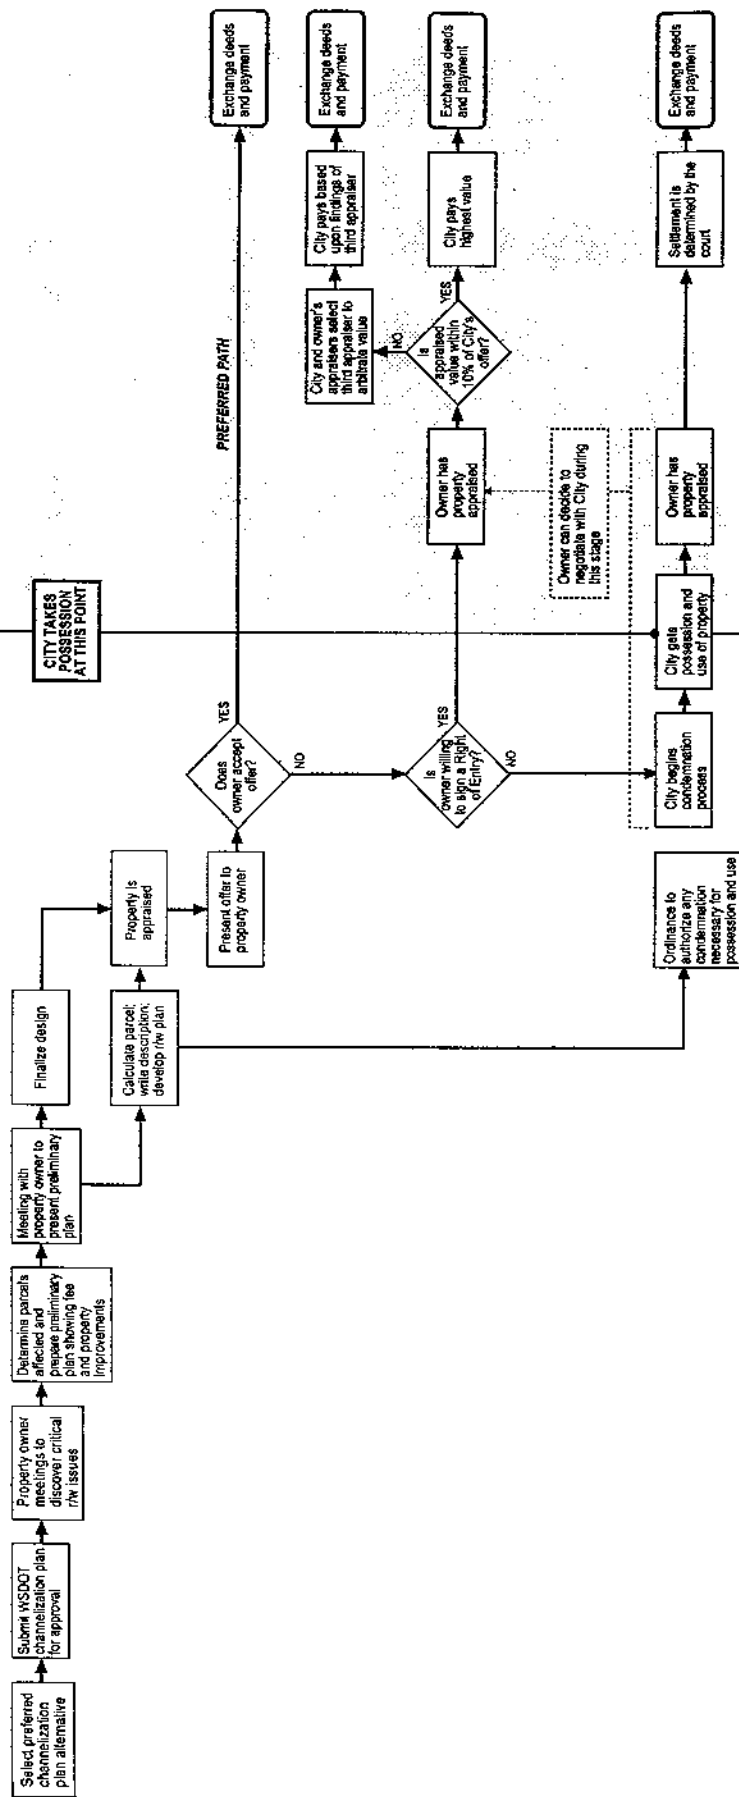 Select preferred
channelization
plan alternative
Submit WSDOT
channelization plan
for approval
Property owner
meetings to
discover critical
r/w issues
Determine parcels
affected and
prepare preliminary
plan showing fee
and property
improvements
Meeting with
property owner to
present preliminary
plan
Finalize design
Calculate parcel;
write description;
develop r/w plan
Property is
appraised
Present offer to
property owner
Does
owner accept
offer?
YES
NO
PREFERRED PATH
Exchange deeds
and payment
CITY TAKES
POSSESSION
AT THIS POINT
Is
owner willing
to sign a Right
of Entry?
YES
NO
Owner has
property
appraised
Is
appraised
value within
10% of City's
offer?
NO
YES
City and owner's
appraisers select
third appraiser to
arbitrate value
City pays based
upon findings of
third appraiser
Exchange deeds
and payment
City pays
highest value
Exchange deeds
and payment
Owner can decide to
negotiate with City during
this stage
Ordinance to
authorize any
condemnation
necessary for
possession and use
City begins
condemnation
process
City gets
possession and
use of property
Owner has
property
appraised
Settlement is
determined by the
court
Exchange deeds
and payment